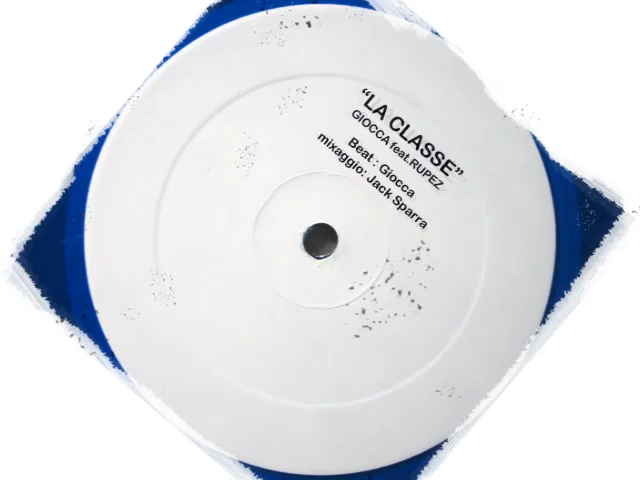 “LA CLASSE”
GIOCCA feat.RUPEZ
Beat : Giocca
mixaggio: Jack Sparra